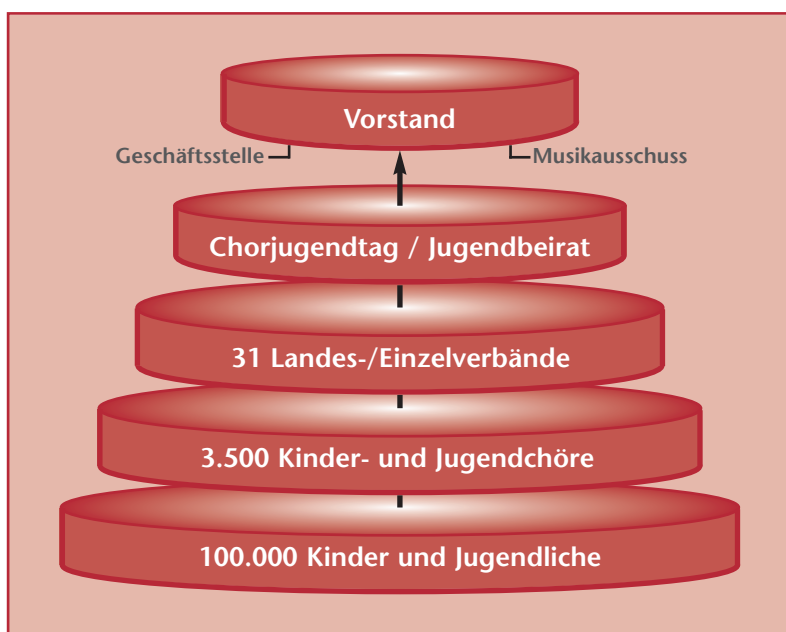 Vorstand
Geschäftsstelle
Musikausschuss
Chorjugendtag / Jugendbeirat
31 Landes-/Einzelverbände
3.500 Kinder- und Jugendchöre
100.000 Kinder und Jugendliche